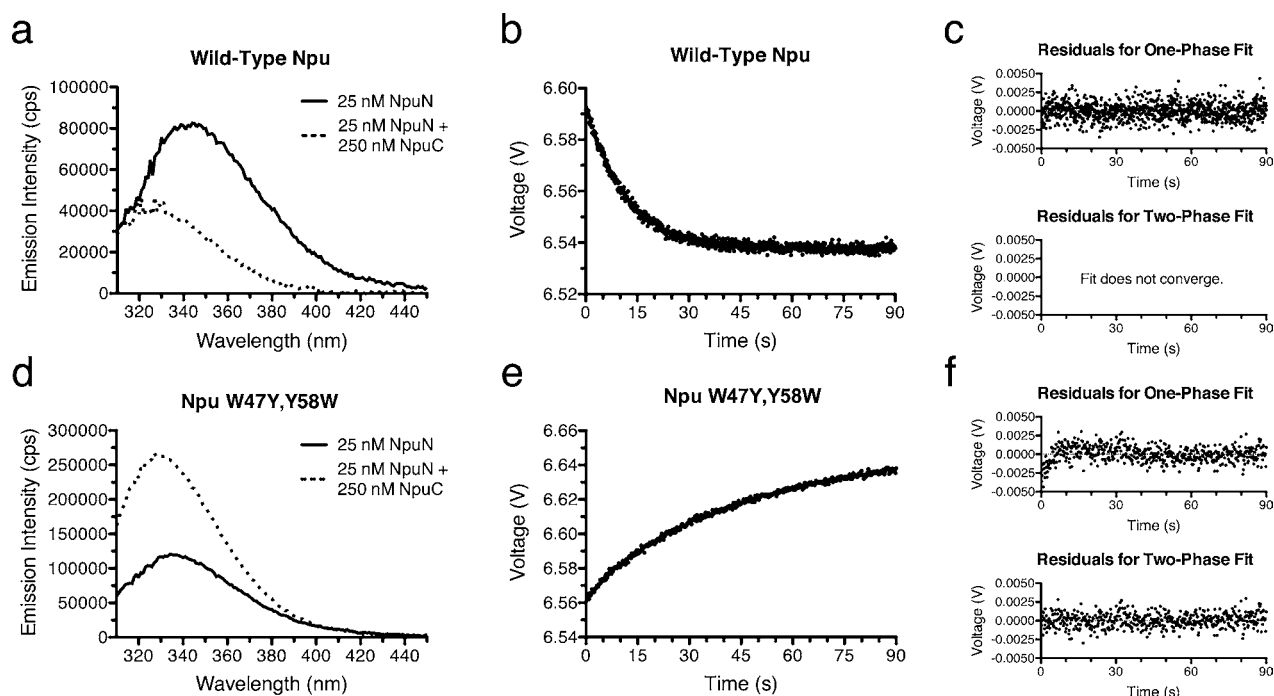 a
Wild-Type Npu
Emission Intensity (cps)
100000
80000
60000
40000
20000
0
320 340 360 380 400 420 440
Wavelength (nm)
25 nM NpuN
25 nM NpuN +
250 nM NpuC
b
Wild-Type Npu
Voltage (V)
6.60
6.58
6.56
6.54
6.52
0 15 30 45 60 75 90
Time (s)
c
Residuals for One-Phase Fit
Voltage (V)
0.0050
0.0025
0.0000
-0.0025
-0.0050
0 30 60 90
Time (s)
Residuals for Two-Phase Fit
Voltage (V)
0.0050
0.0025
0.0000
-0.0025
-0.0050
Fit does not converge.
0 30 60 90
Time (s)
d
Npu W47Y,Y58W
Emission Intensity (cps)
300000
250000
200000
150000
100000
50000
0
320 340 360 380 400 420 440
Wavelength (nm)
25 nM NpuN
25 nM NpuN +
250 nM NpuC
e
Npu W47Y,Y58W
Voltage (V)
6.66
6.64
6.62
6.60
6.58
6.56
6.54
0 15 30 45 60 75 90
Time (s)
f
Residuals for One-Phase Fit
Voltage (V)
0.0050
0.0025
0.0000
-0.0025
-0.0050
0 30 60 90
Time (s)
Residuals for Two-Phase Fit
Voltage (V)
0.0050
0.0025
0.0000
-0.0025
-0.0050
0 30 60 90
Time (s)